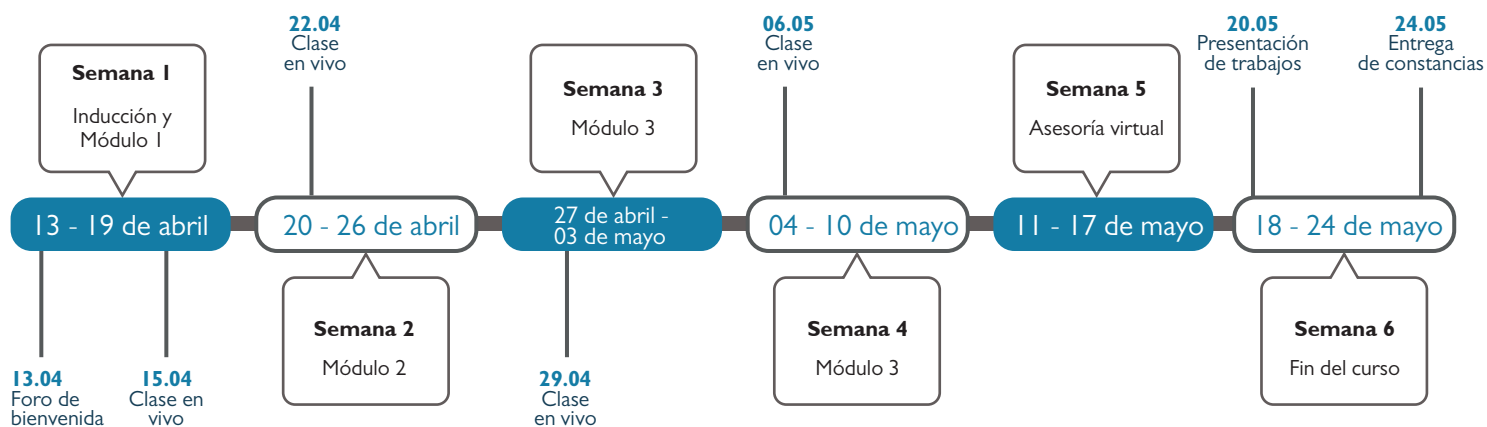 22.04
Clase
en vivo
06.05
Clase
en vivo
20.05
Presentación
de trabajos
24.05
Entrega
de constancias
Semana 1
Inducción y
Módulo 1
Semana 3
Módulo 3
Semana 5
Asesoría virtual
13 - 19 de abril
20 - 26 de abril
27 de abril -
03 de mayo
04 - 10 de mayo
11 - 17 de mayo
18 - 24 de mayo
Semana 2
Módulo 2
Semana 4
Módulo 3
Semana 6
Fin del curso
13.04
Foro de
bienvenida
15.04
Clase en
vivo
29.04
Clase
en vivo